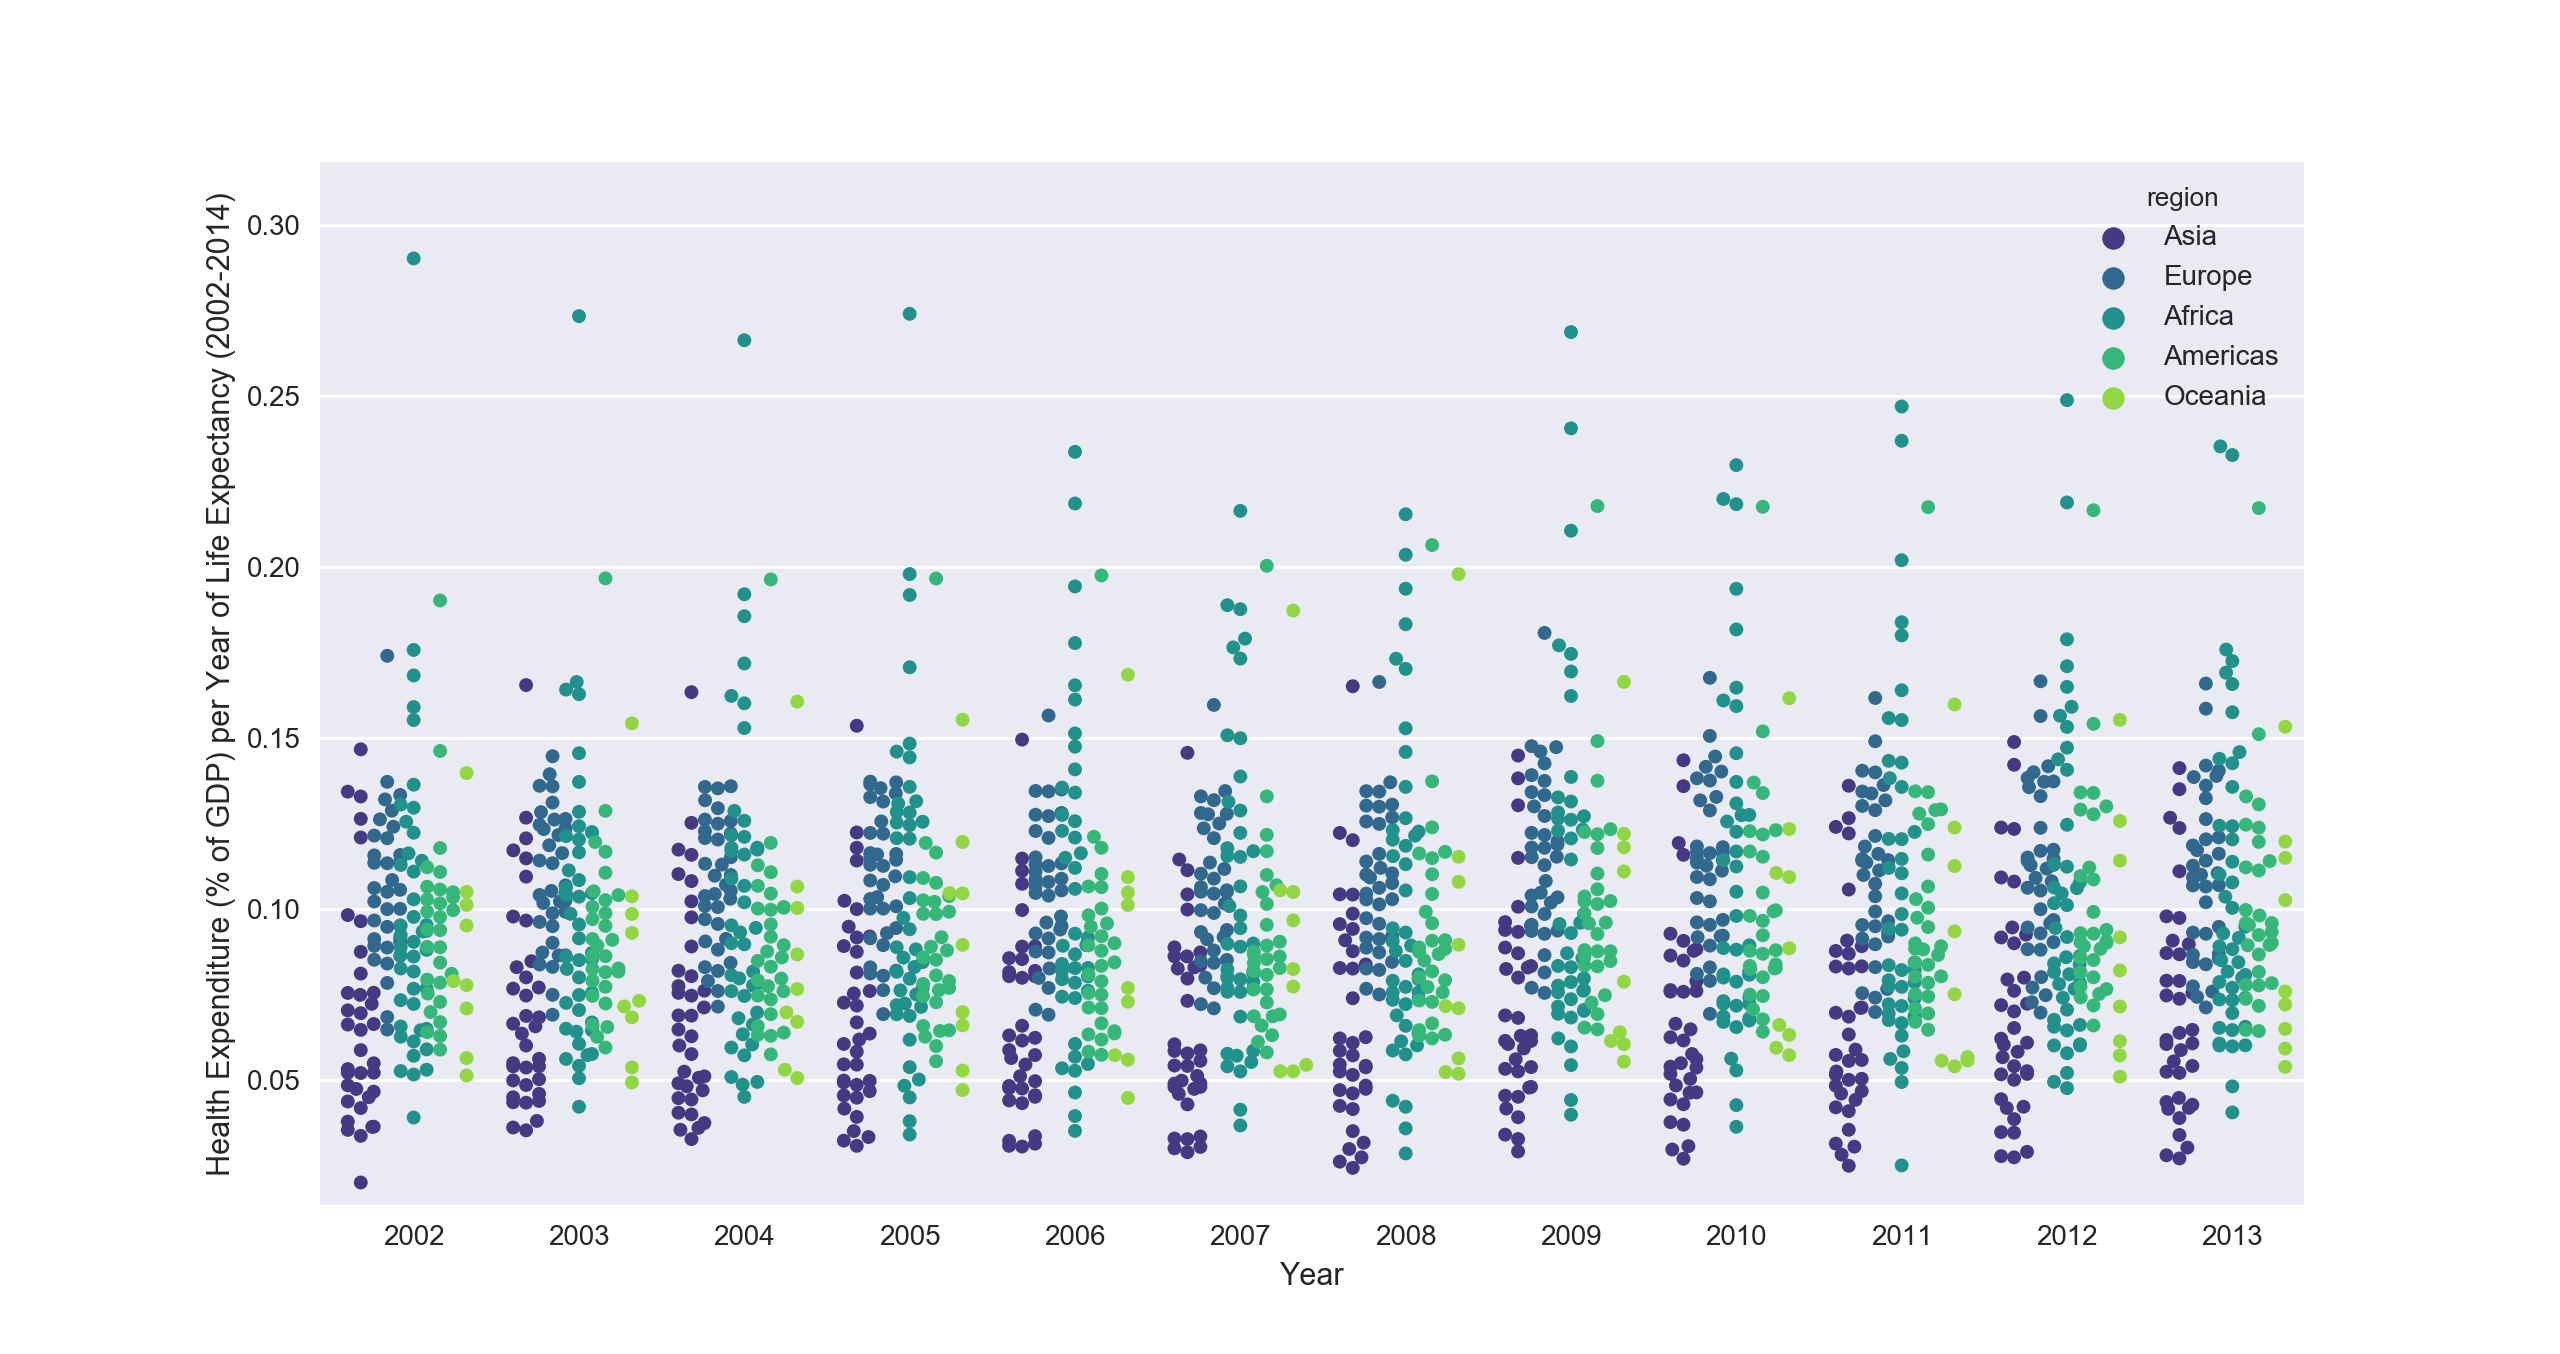 Health Expenditure (% of GDP) per Year of Life Expectancy (2002-2014)
0.30
0.25
0.20
0.15
0.10
0.05
region
Asia
Europe
Africa
Americas
Oceania
2002 2003 2004 2005 2006 2007 2008 2009 2010 2011 2012 2013
Year